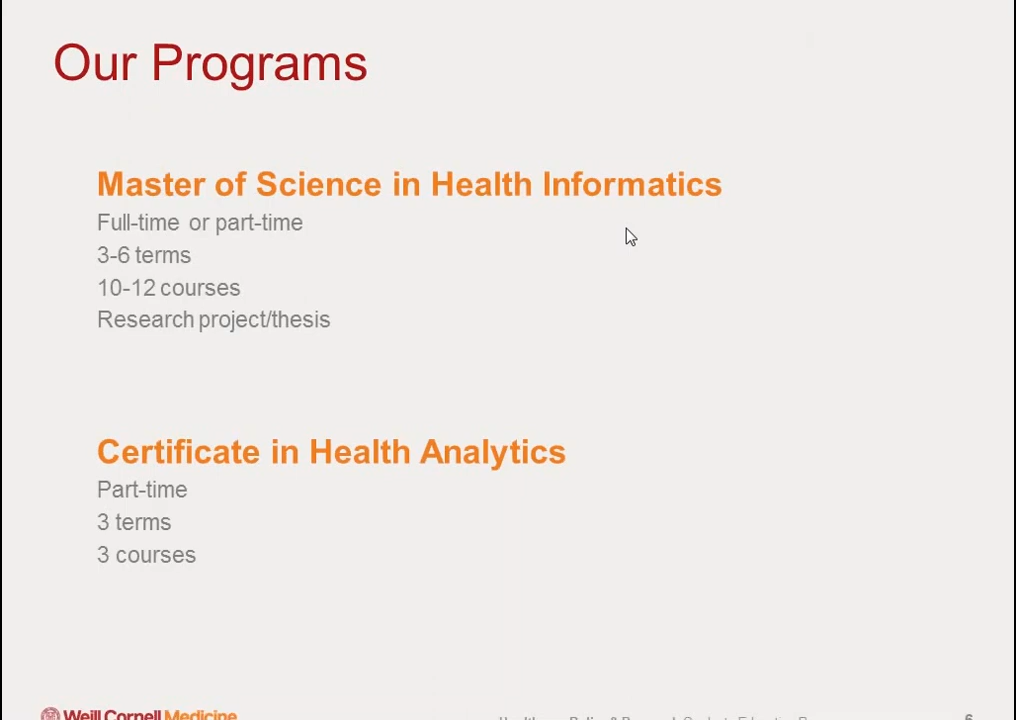 Our Programs
Master of Science in Health Informatics
Full-time or part-time
3-6 terms
10-12 courses
Research project/thesis
Certificate in Health Analytics
Part-time
3 terms
3 courses
Weill Cornell Medicine
6